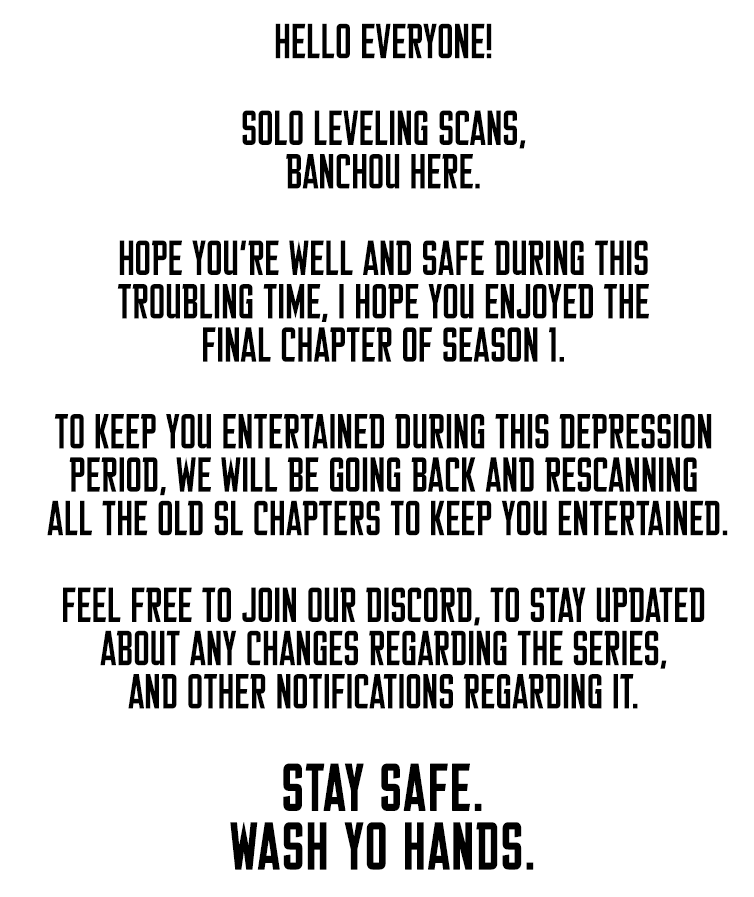 HELLO EVERYONE!
SOLO LEVELING SCANS,
BANCHOU HERE.
HOPE YOU'RE WELL AND SAFE DURING THIS
TROUBLING TIME, I HOPE YOU ENJOYED THE
FINAL CHAPTER OF SEASON 1.
TO KEEP YOU ENTERTAINED DURING THIS DEPRESSION
PERIOD, WE WILL BE GOING BACK AND RESCANNING
ALL THE OLD SL CHAPTERS TO KEEP YOU ENTERTAINED.
FEEL FREE TO JOIN OUR DISCORD, TO STAY UPDATED
ABOUT ANY CHANGES REGARDING THE SERIES,
AND OTHER NOTIFICATIONS REGARDING IT.
STAY SAFE.
WASH YO HANDS.